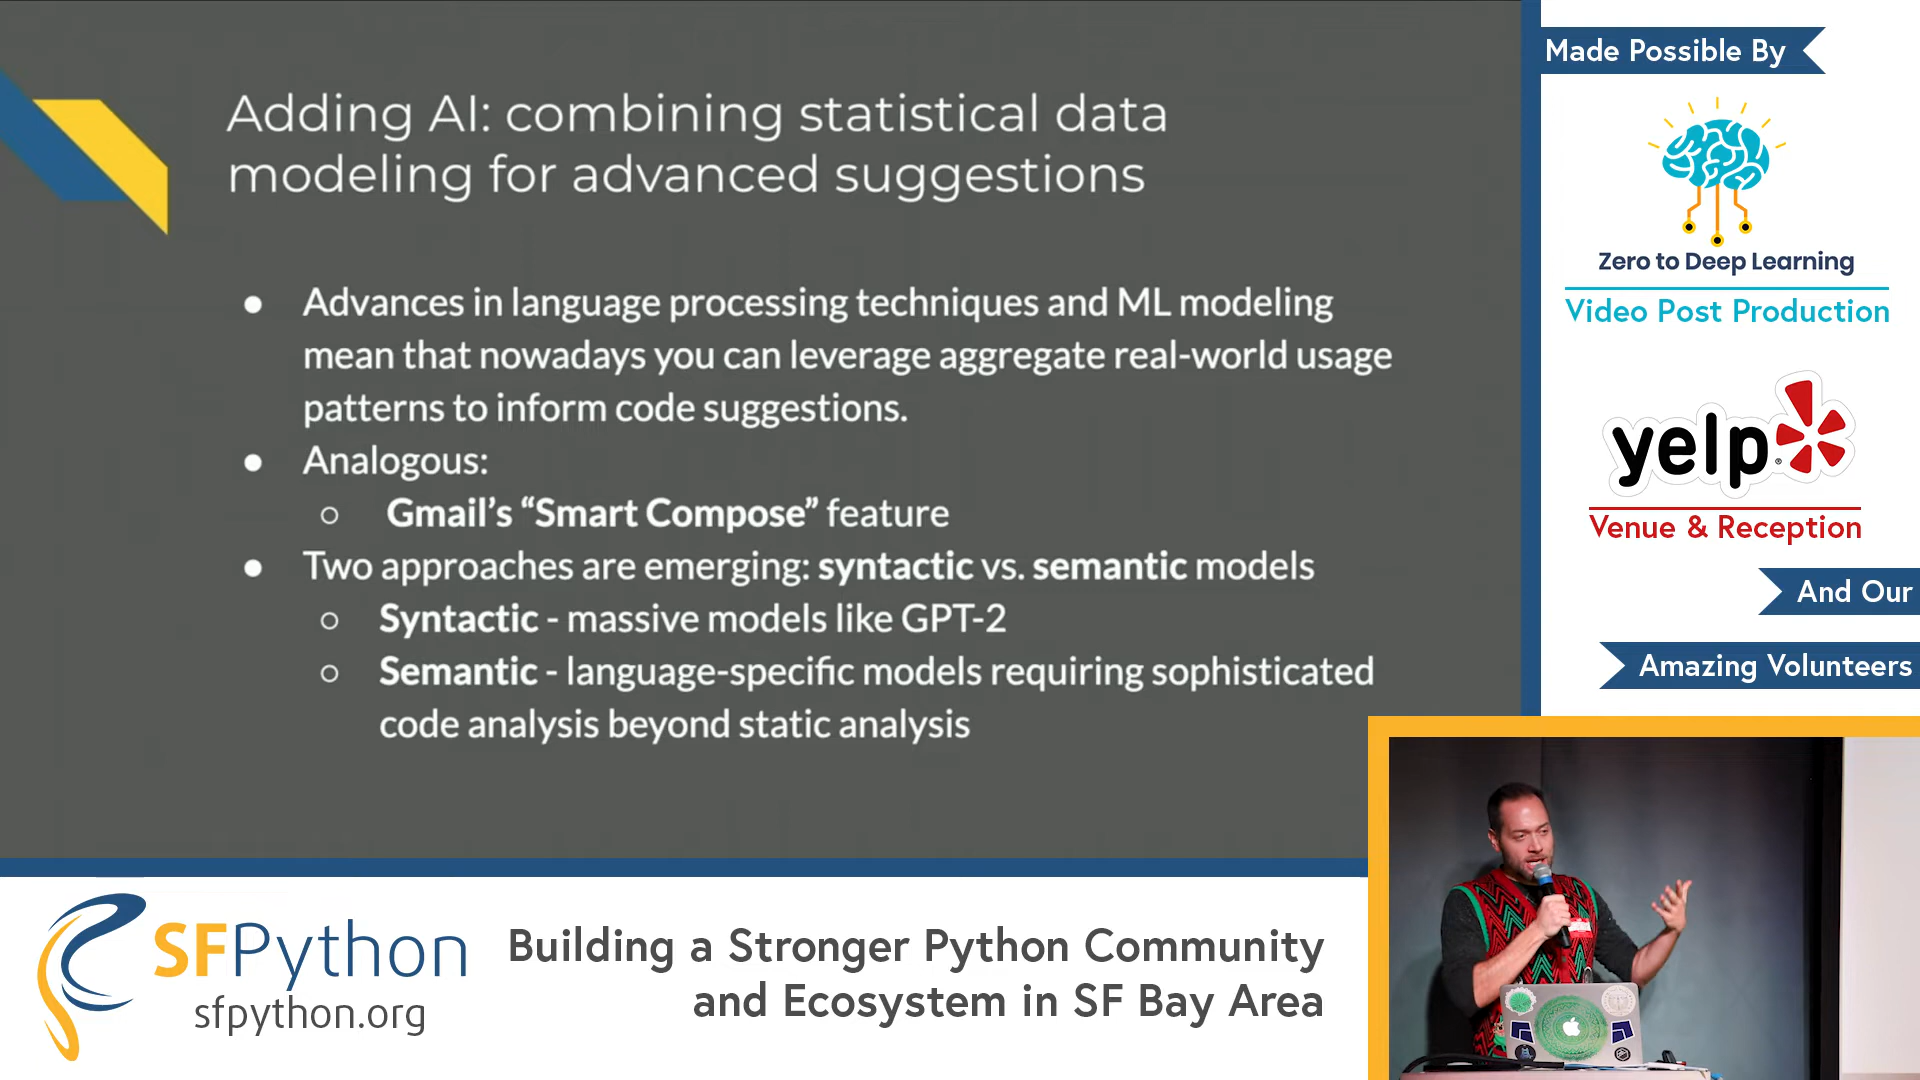 Adding AI: combining statistical data
modeling for advanced suggestions
● Advances in language processing techniques and ML modeling
mean that nowadays you can leverage aggregate real-world usage
patterns to inform code suggestions.
● Analogous:
○ Gmail’s “Smart Compose” feature
● Two approaches are emerging: syntactic vs. semantic models
○ Syntactic - massive models like GPT-2
○ Semantic - language-specific models requiring sophisticated
code analysis beyond static analysis
Made Possible By
Zero to Deep Learning
Video Post Production
yelp
Venue & Reception
And Our
Amazing Volunteers
SFPython
sfpython.org
Building a Stronger Python Community
and Ecosystem in SF Bay Area